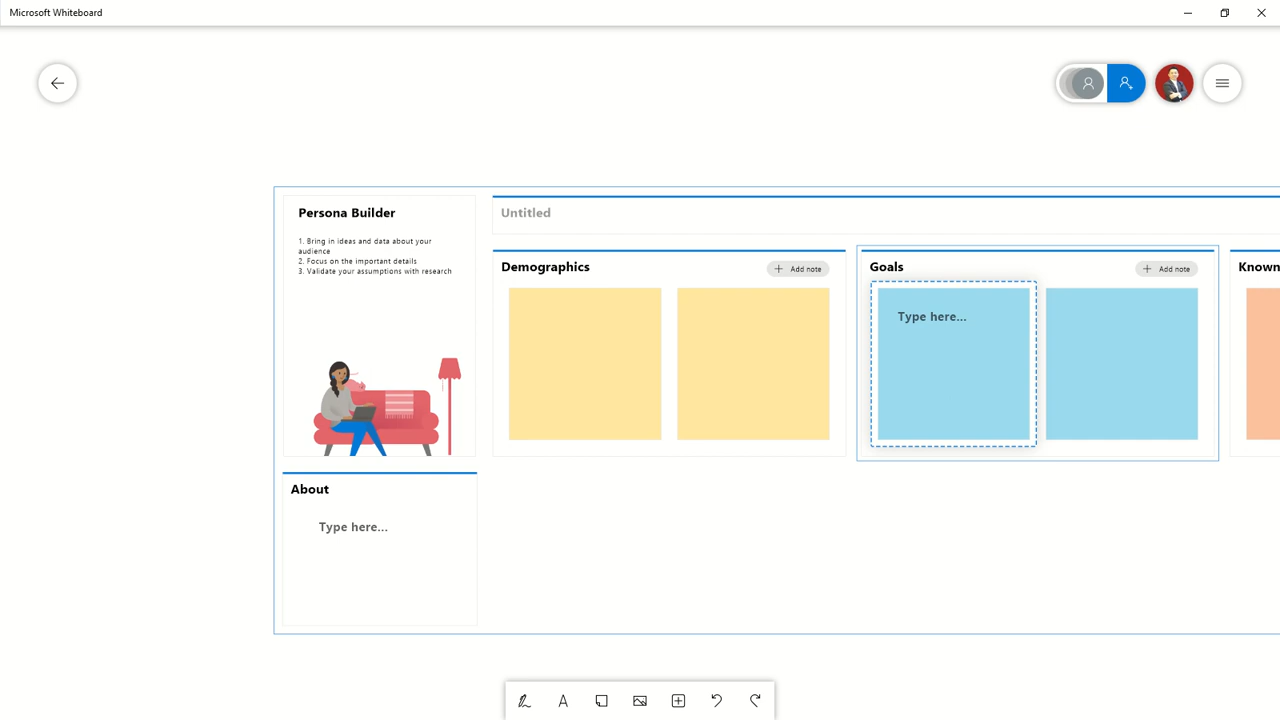 Microsoft Whiteboard
Persona Builder
1. Bring in ideas and data about your
audience
2. Focus on the important details
3. Validate your assumptions with research
Untitled
Demographics
Add note
Goals
Add note
Known
Type here...
About
Type here...